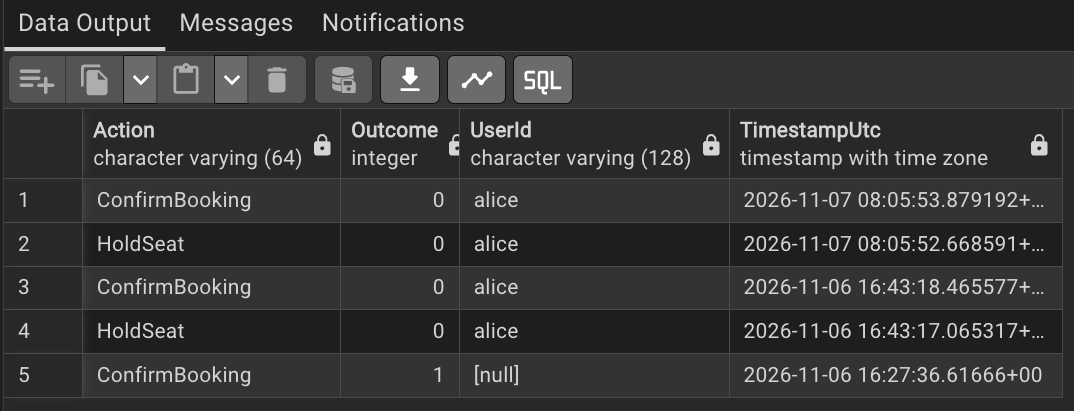 Data Output Messages Notifications
SQL
Action Outcome UserId TimestampUtc
character varying (64) integer character varying (128) timestamp with time zone
1 ConfirmBooking 0 alice 2026-11-07 08:05:53.879192+…
2 HoldSeat 0 alice 2026-11-07 08:05:52.668591+…
3 ConfirmBooking 0 alice 2026-11-06 16:43:18.465577+…
4 HoldSeat 0 alice 2026-11-06 16:43:17.065317+…
5 ConfirmBooking 1 [null] 2026-11-06 16:27:36.61666+00